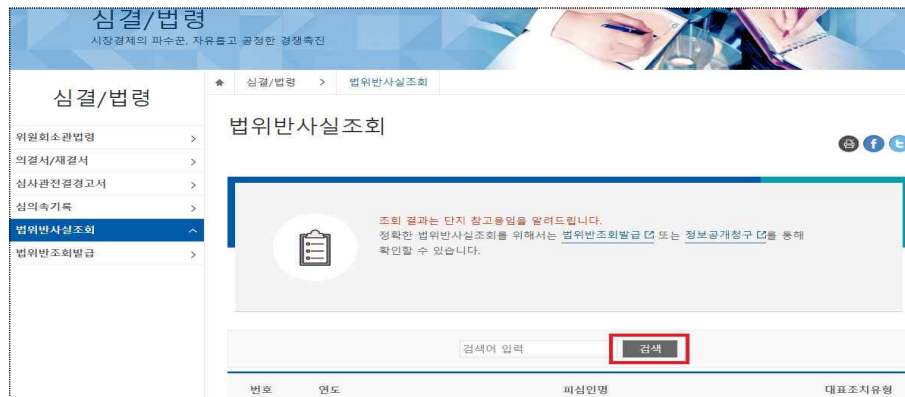 심결/법령
시장경제의 파수꾼, 자유롭고 공정한 경쟁촉진
심결/법령 > 법위반사실조회
심결/법령
위원회소관법령 >
의결서/재결서 >
심사관전결경고서 >
심의속기록 >
법위반사실조회
법위반조회발급 >
법위반사실조회
조회 결과는 단지 참고용임을 알려드립니다.
정확한 법위반사실조회를 위해서는 법위반조회발급 또는 정보공개청구를 통해
확인할 수 있습니다.
검색어 입력 검색
번호 연도 피심인명 대표조치유형